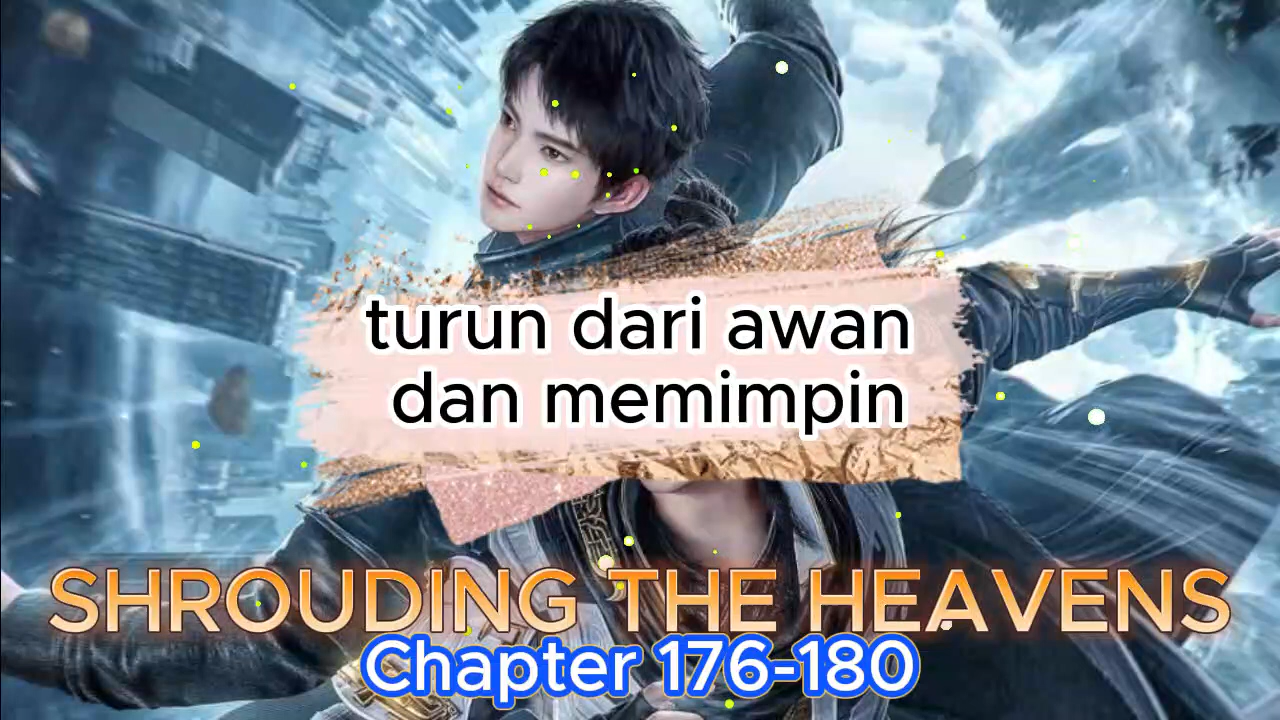 turun dari awan
dan memimpin
SHROUDING THE HEAVENS
Chapter 176-180